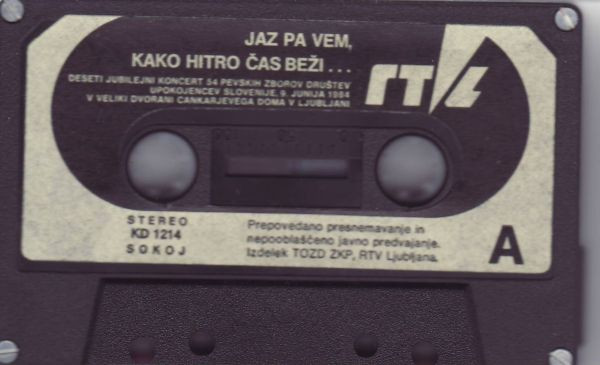 JAZ PA VEM,
KAKO HITRO ČAS BEŽI...
DESETI JUBILEJNI KONCERT 54 PEVSKIH ZBOROV DRUŠTEV
UPOKOJENCEV SLOVENIJE, 9. JUNIJA 1984
V VELIKI DVORANI CANKARJEVEGA DOMA V LJUBLJANI
RTVL
STEREO
KD 1214
SOKOJ
Prepovedano presnemavanje in
nepooblaščeno javno predvajanje.
Izdelek TOZD ZKP, RTV Ljubljana.
A